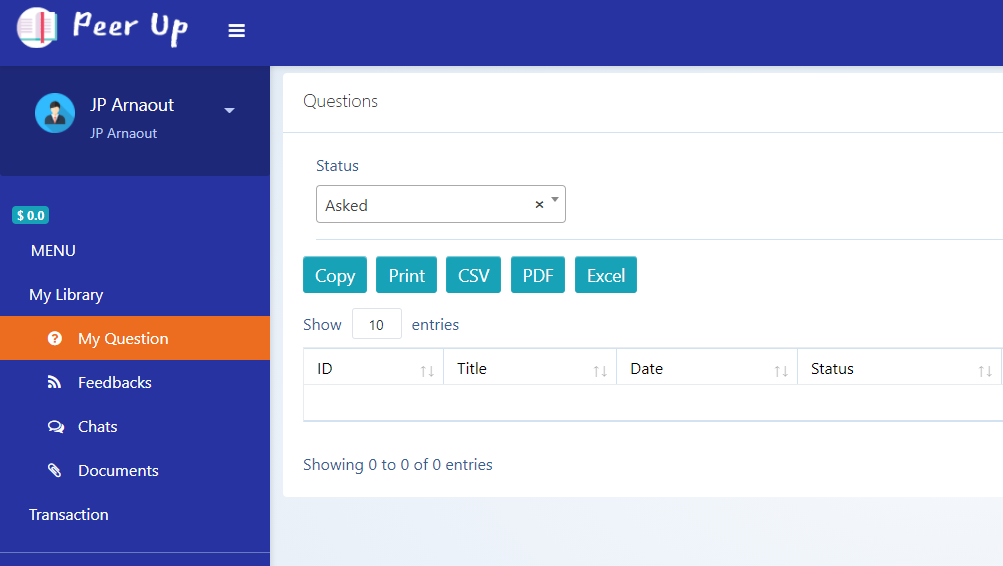 Peer Up
JP Arnaout
JP Arnaout
$ 0.0
MENU
My Library
My Question
Feedbacks
Chats
Documents
Transaction
Questions
Status
Asked ×
Copy Print CSV PDF Excel
Show 10 entries
ID Title Date Status
Showing 0 to 0 of 0 entries